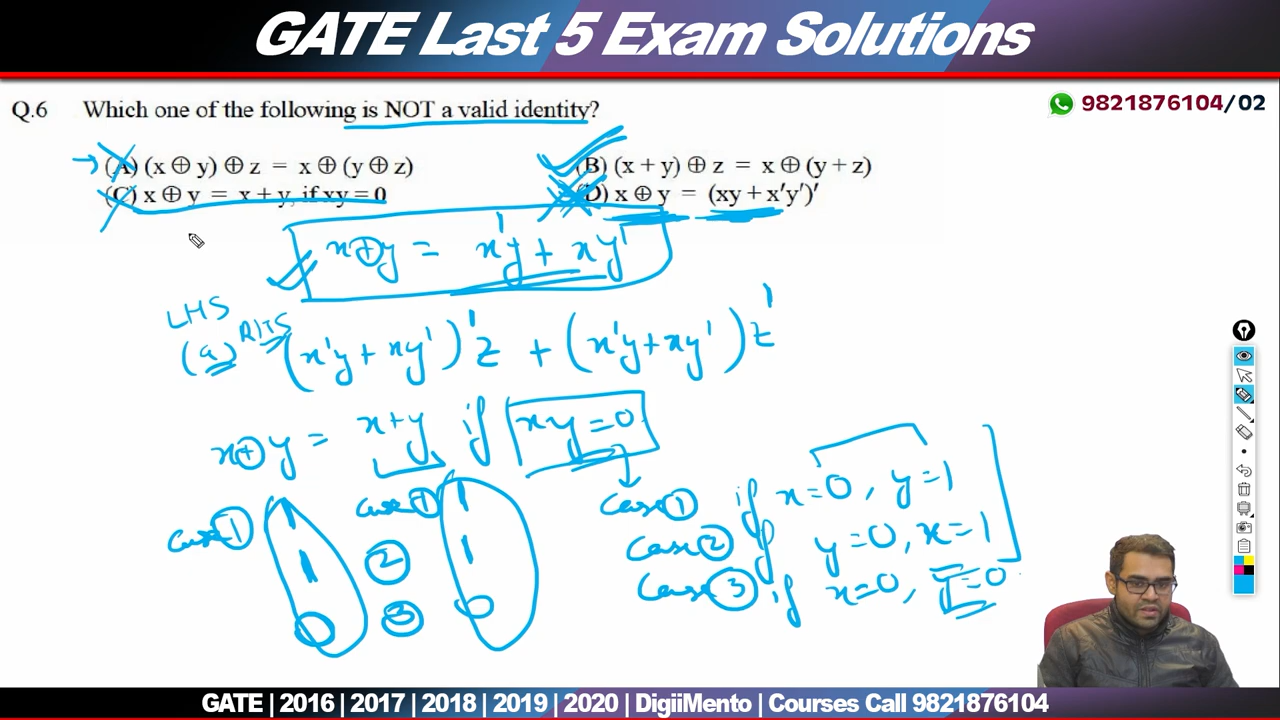 GATE Last 5 Exam Solutions
9821876104/02
Q.6 Which one of the following is NOT a valid identity?
(A) (x ⊕ y) ⊕ z = x ⊕ (y ⊕ z) (B) (x + y) ⊕ z = x ⊕ (y + z)
(C) x ⊕ y = x + y, if xy = 0 (D) x ⊕ y = (xy + x′y′)′
x⊕y = x'y + xy'
LHS
(a) RHS (x'y + xy')'z + (x'y + xy')z'
x⊕y = x+y if xy=0
case ① 1 case ① 1 case ① if x=0, y=1
1 ② 1 case ② if y=0, x=1
0 ③ 0 case ③ if x=0, y=0
GATE | 2016 | 2017 | 2018 | 2019 | 2020 | DigiiMento | Courses Call 9821876104